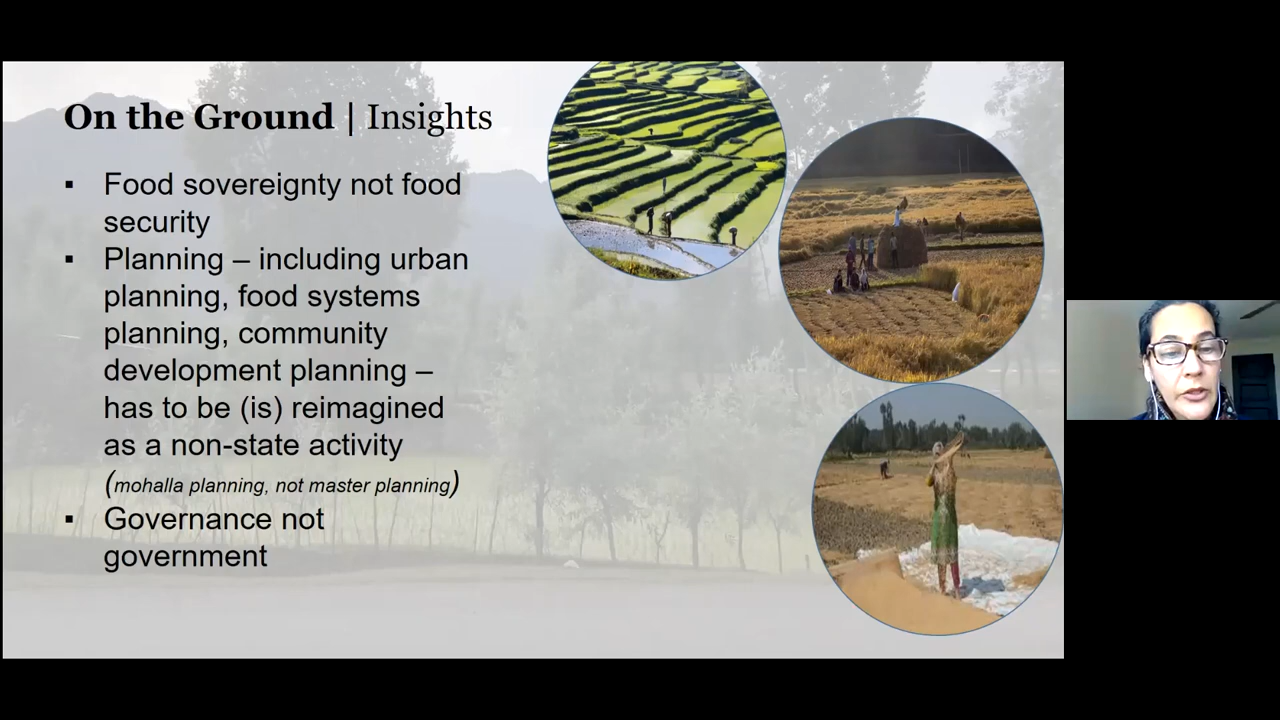 On the Ground | Insights
▪ Food sovereignty not food
security
▪ Planning – including urban
planning, food systems
planning, community
development planning –
has to be (is) reimagined
as a non-state activity
(mohalla planning, not master planning)
▪ Governance not
government